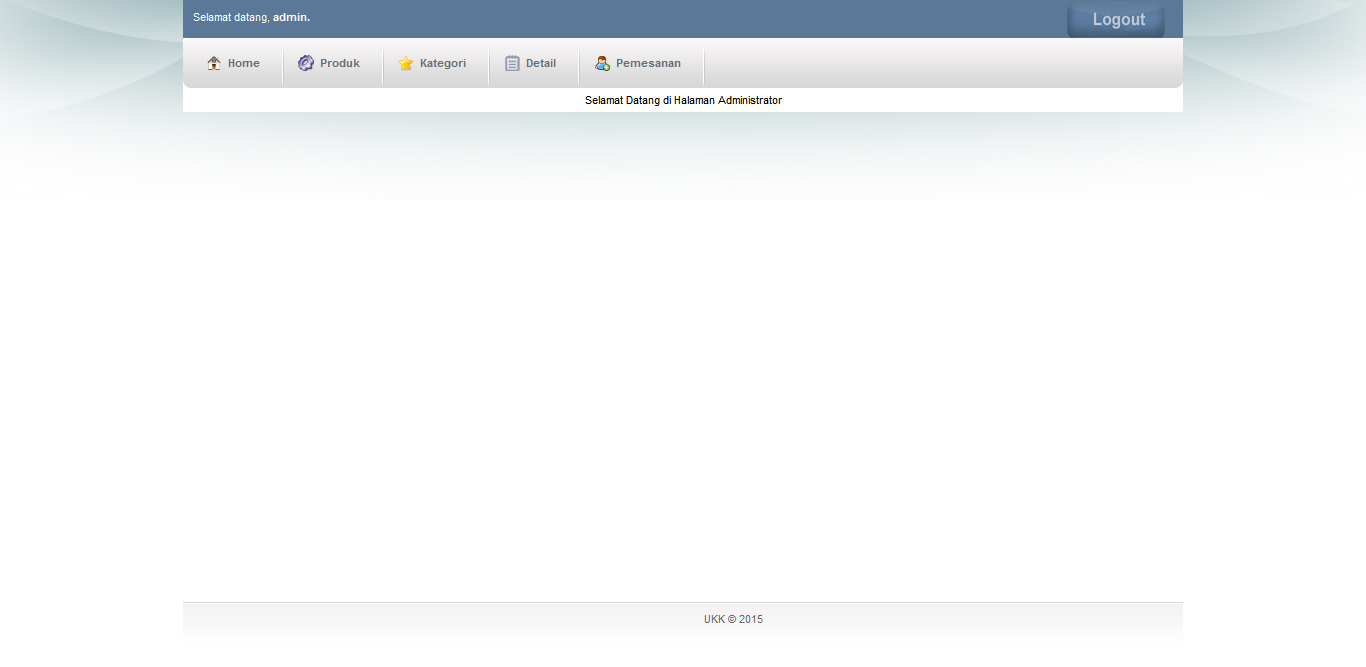 Selamat datang, admin.
Logout
Home Produk Kategori Detail Pemesanan
Selamat Datang di Halaman Administrator
UKK © 2015